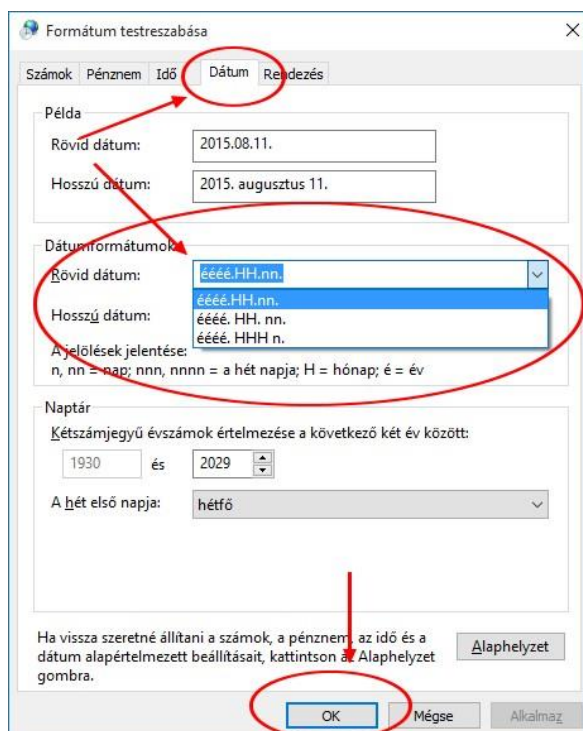 Formátum testreszabása
Számok Pénznem Idő Dátum Rendezés
Példa
Rövid dátum: 2015.08.11.
Hosszú dátum: 2015. augusztus 11.
Dátumformátumok
Rövid dátum: éééé.HH.nn.
éééé.HH.nn.
Hosszú dátum: éééé. HH. nn.
éééé. HHH n.
A jelölések jelentése:
n, nn = nap; nnn, nnnn = a hét napja; H = hónap; é = év
Naptár
Kétszámjegyű évszámok értelmezése a következő két év között:
1930 és 2029
A hét első napja: hétfő
Ha vissza szeretné állítani a számok, a pénznem, az idő és a
dátum alapértelmezett beállításait, kattintson az Alaphelyzet
gombra.
Alaphelyzet
OK Mégse Alkalmaz